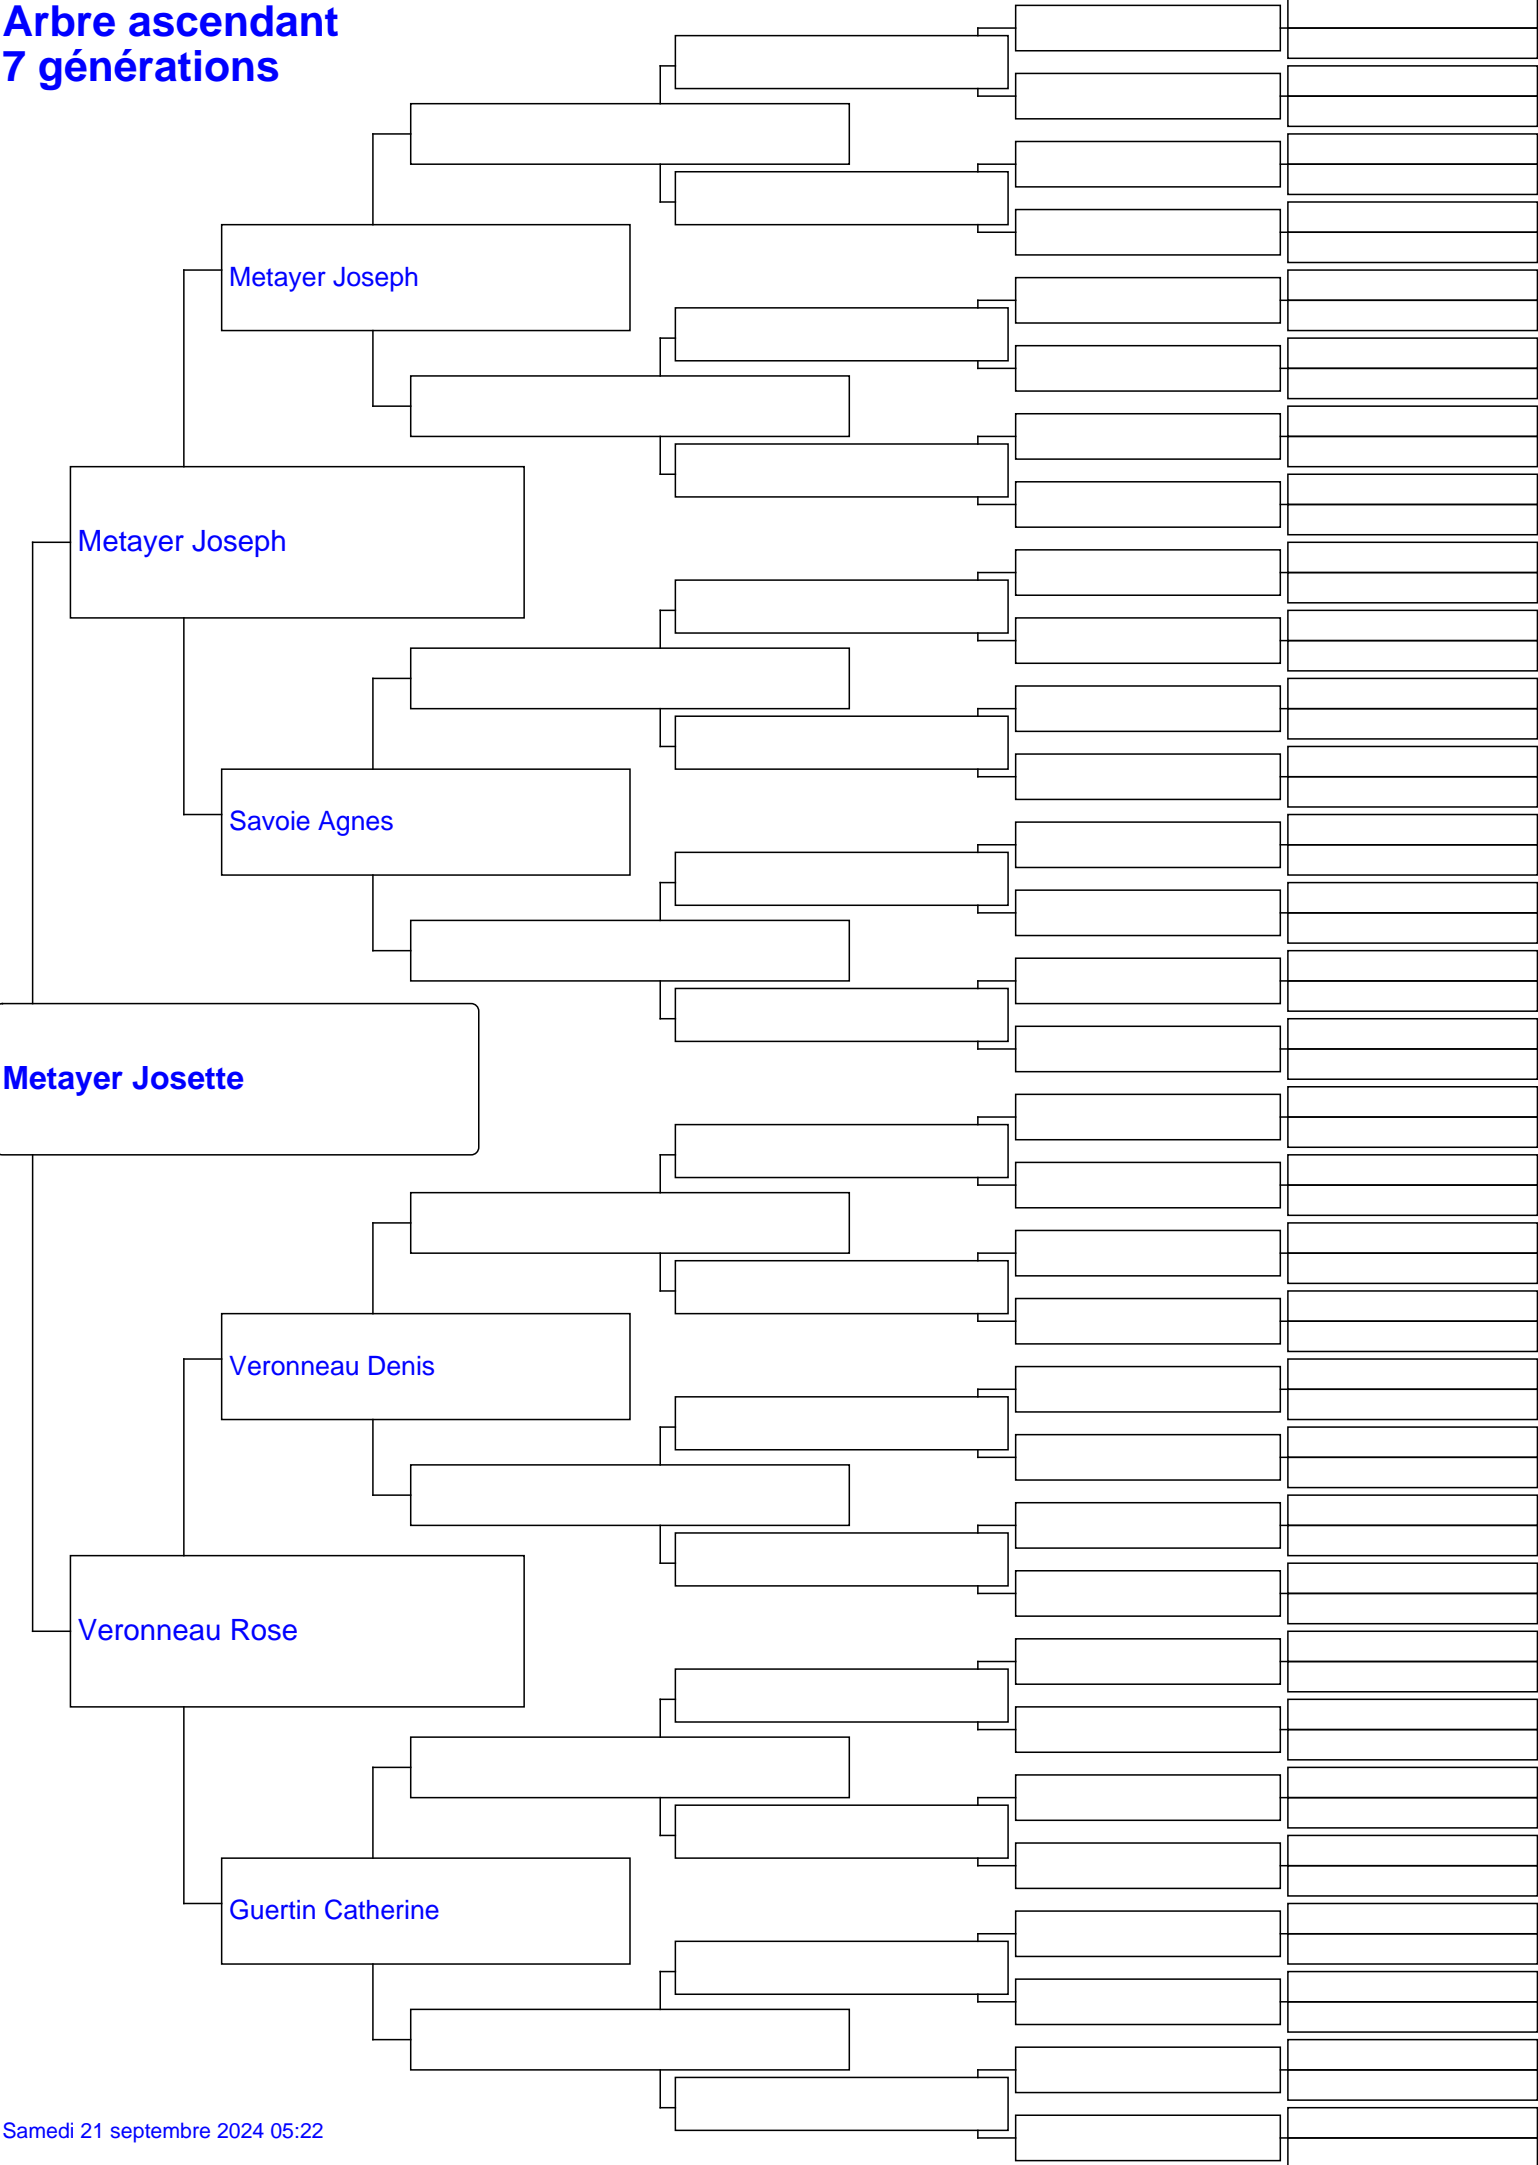 Arbre ascendant
7 générations
Metayer Joseph
Metayer Joseph
Savoie Agnes
Metayer Josette
Veronneau Denis
Veronneau Rose
Guertin Catherine
Samedi 21 septembre 2024 05:22